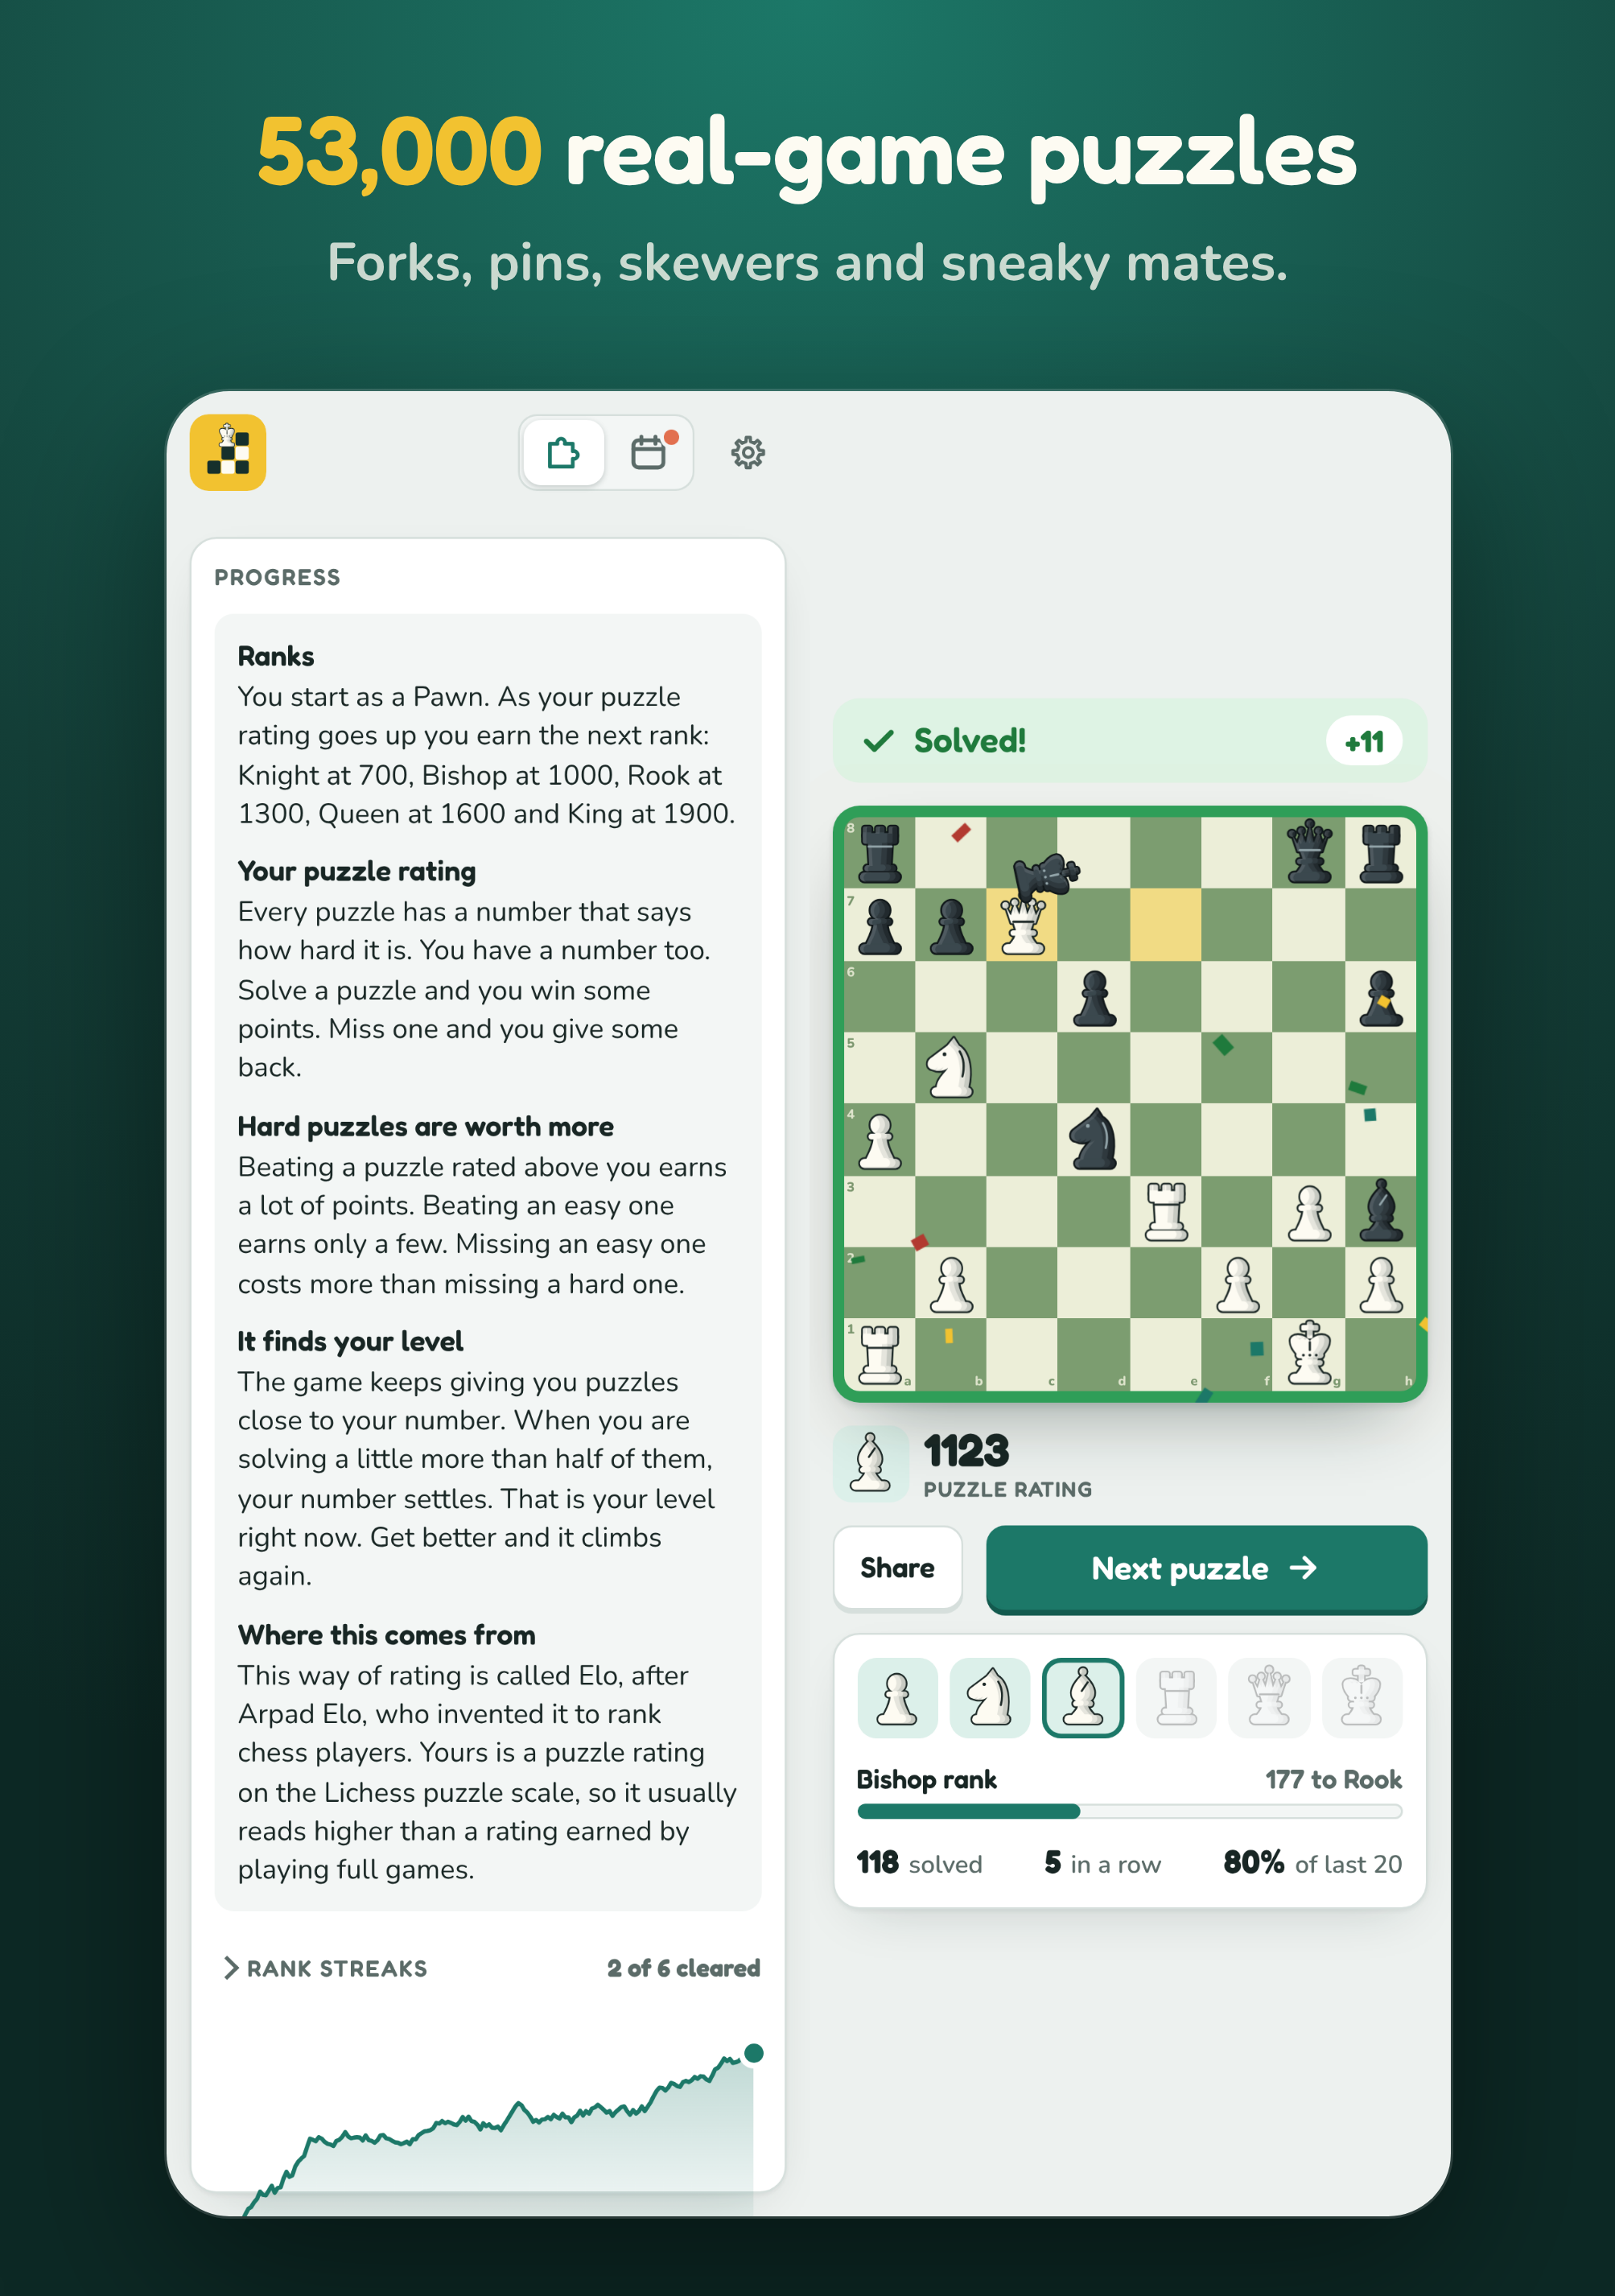 53,000 real-game puzzles
Forks, pins, skewers and sneaky mates.
PROGRESS
Ranks
You start as a Pawn. As your puzzle
rating goes up you earn the next rank:
Knight at 700, Bishop at 1000, Rook at
1300, Queen at 1600 and King at 1900.
Your puzzle rating
Every puzzle has a number that says
how hard it is. You have a number too.
Solve a puzzle and you win some
points. Miss one and you give some
back.
Hard puzzles are worth more
Beating a puzzle rated above you earns
a lot of points. Beating an easy one
earns only a few. Missing an easy one
costs more than missing a hard one.
It finds your level
The game keeps giving you puzzles
close to your number. When you are
solving a little more than half of them,
your number settles. That is your level
right now. Get better and it climbs
again.
Where this comes from
This way of rating is called Elo, after
Arpad Elo, who invented it to rank
chess players. Yours is a puzzle rating
on the Lichess puzzle scale, so it usually
reads higher than a rating earned by
playing full games.
RANK STREAKS 2 of 6 cleared
Solved! +11
8
7
6
5
4
3
2
1
a b c d e f g h
1123
PUZZLE RATING
Share
Next puzzle →
Bishop rank 177 to Rook
118 solved 5 in a row 80% of last 20